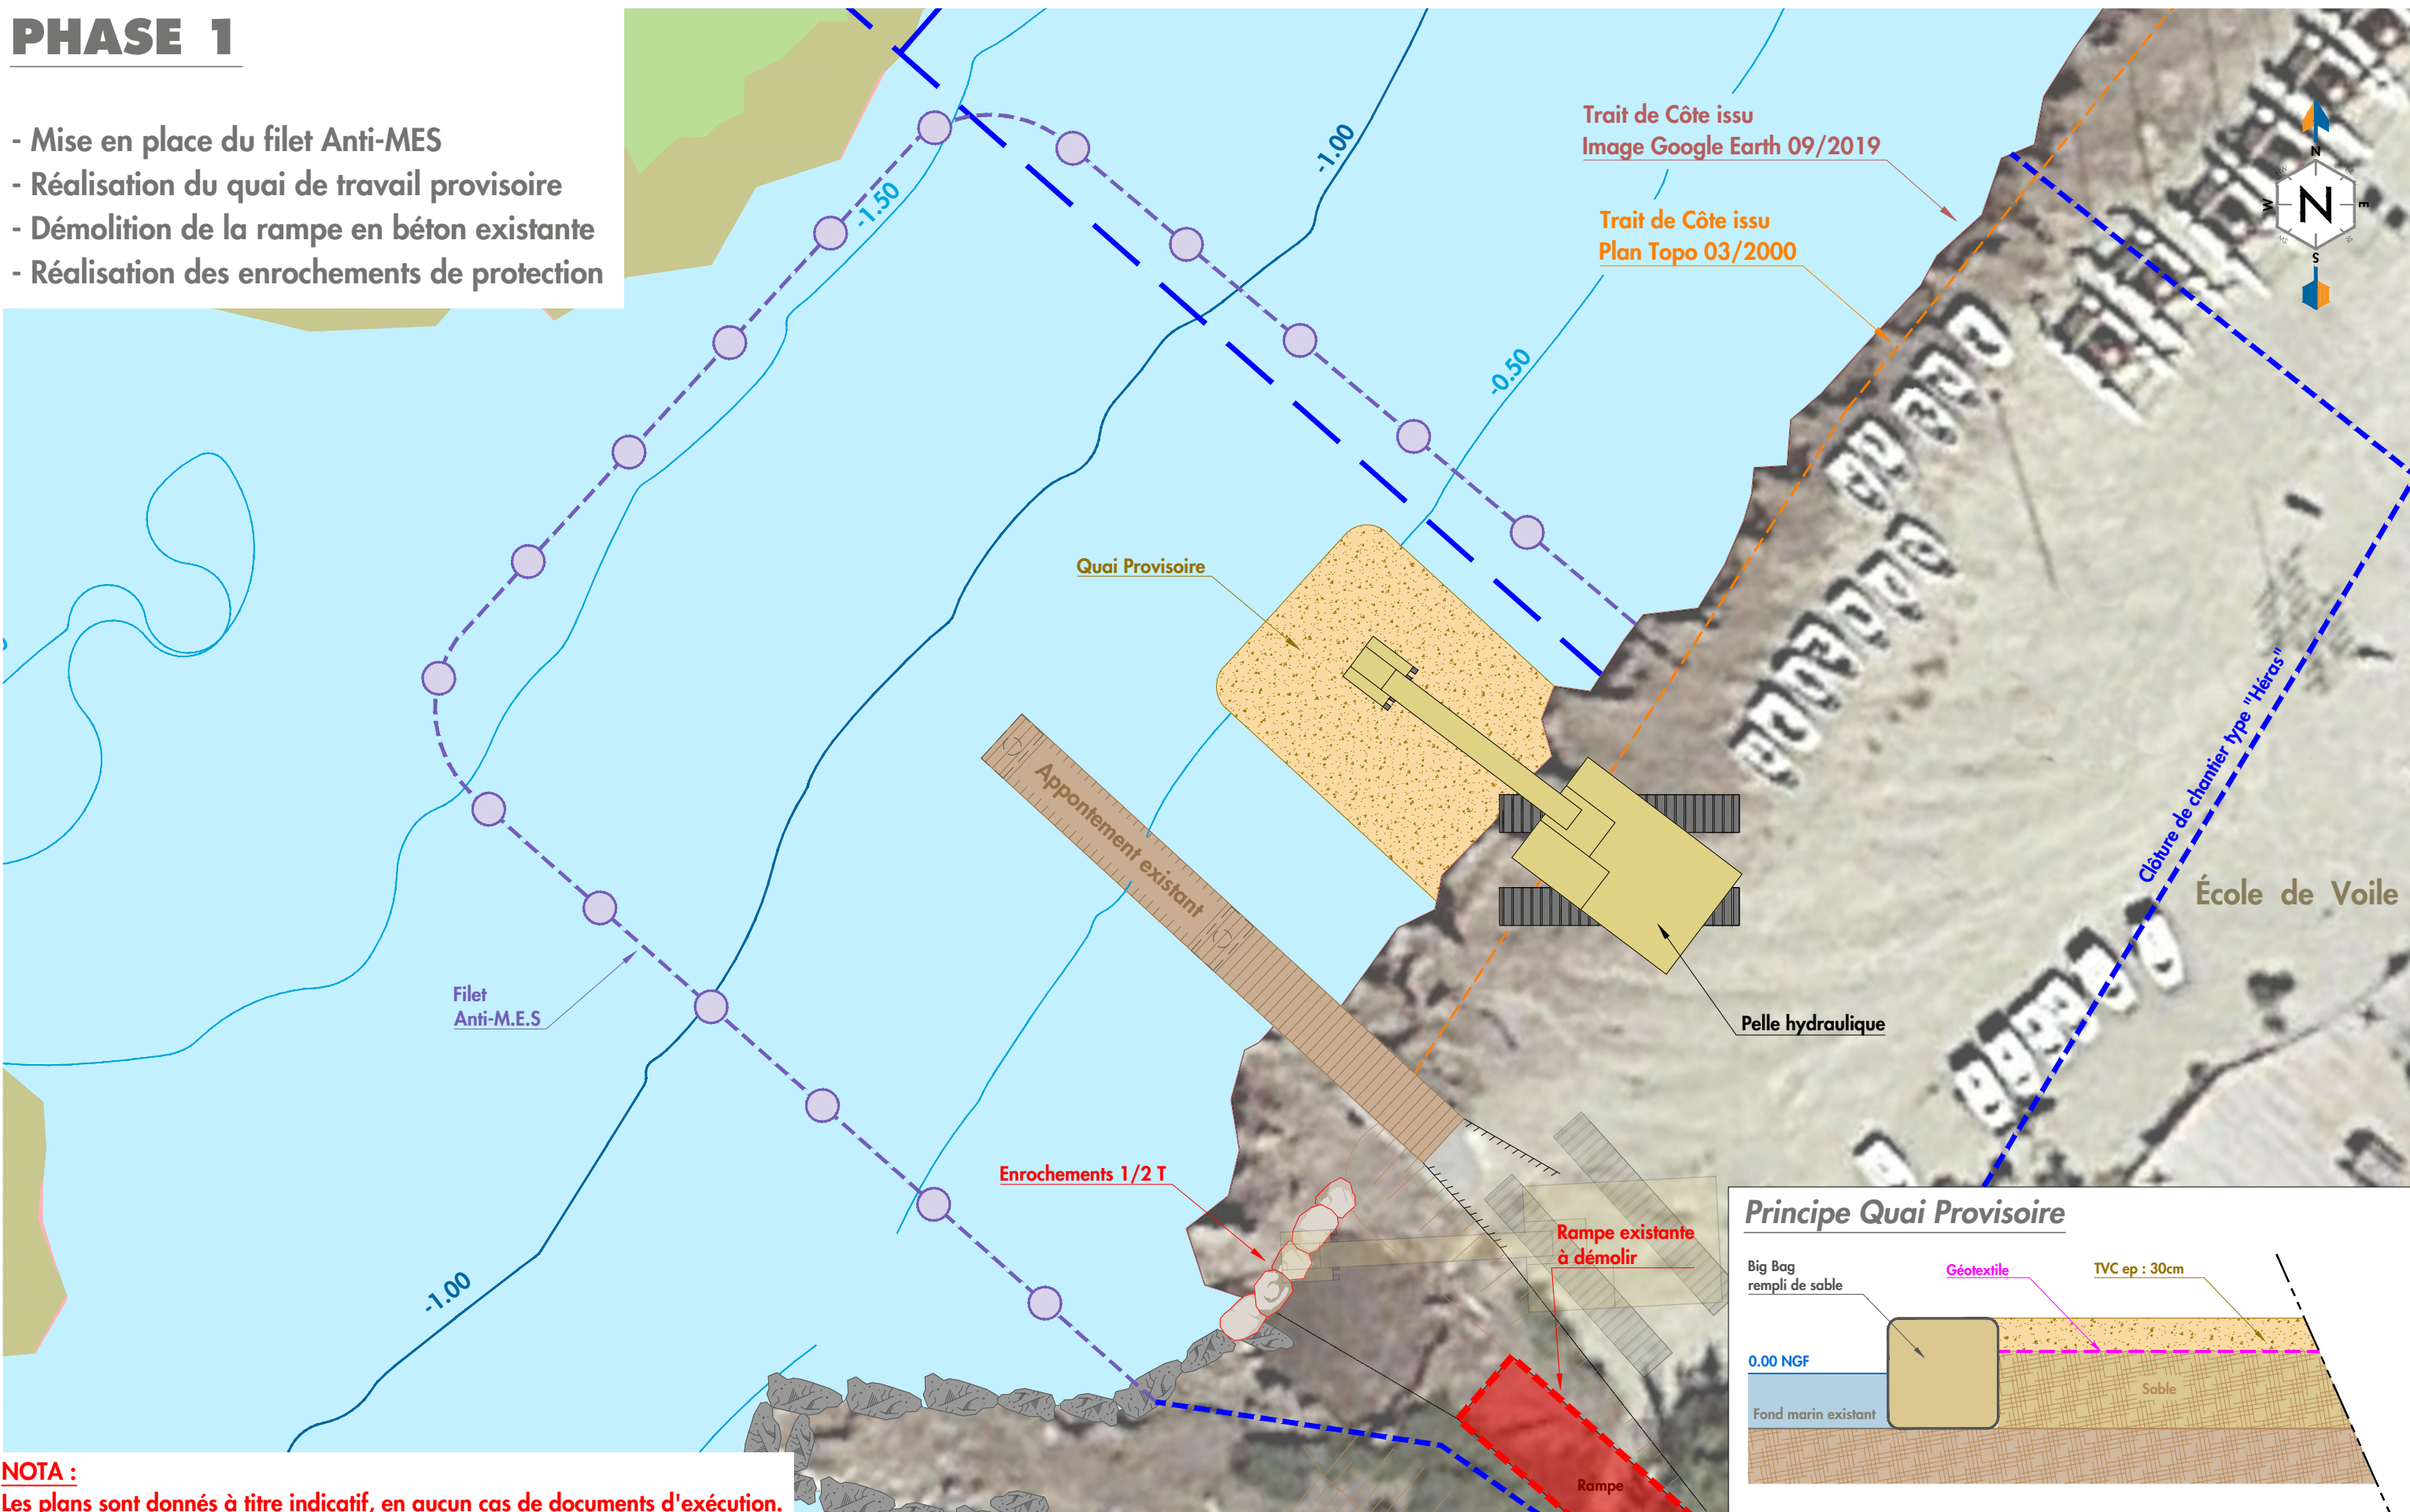 PHASE 1
- Mise en place du filet Anti-MES
- Réalisation du quai de travail provisoire
- Démolition de la rampe en béton existante
- Réalisation des enrochements de protection
Trait de Côte issu
Image Google Earth 09/2019
Trait de Côte issu
Plan Topo 03/2000
N
N
W
E
S
-1.00
-1.50
-0.50
Quai Provisoire
Appontement existant
Clôture de chantier type "Héras"
École de Voile
Filet
Anti-M.E.S
Pelle hydraulique
Enrochements 1/2 T
Rampe existante
à démolir
-1.00
Rampe
Principe Quai Provisoire
Big Bag
rempli de sable
Géotextile
TVC ep : 30cm
0.00 NGF
Sable
Fond marin existant
NOTA :
Les plans sont donnés à titre indicatif, en aucun cas de documents d'exécution.